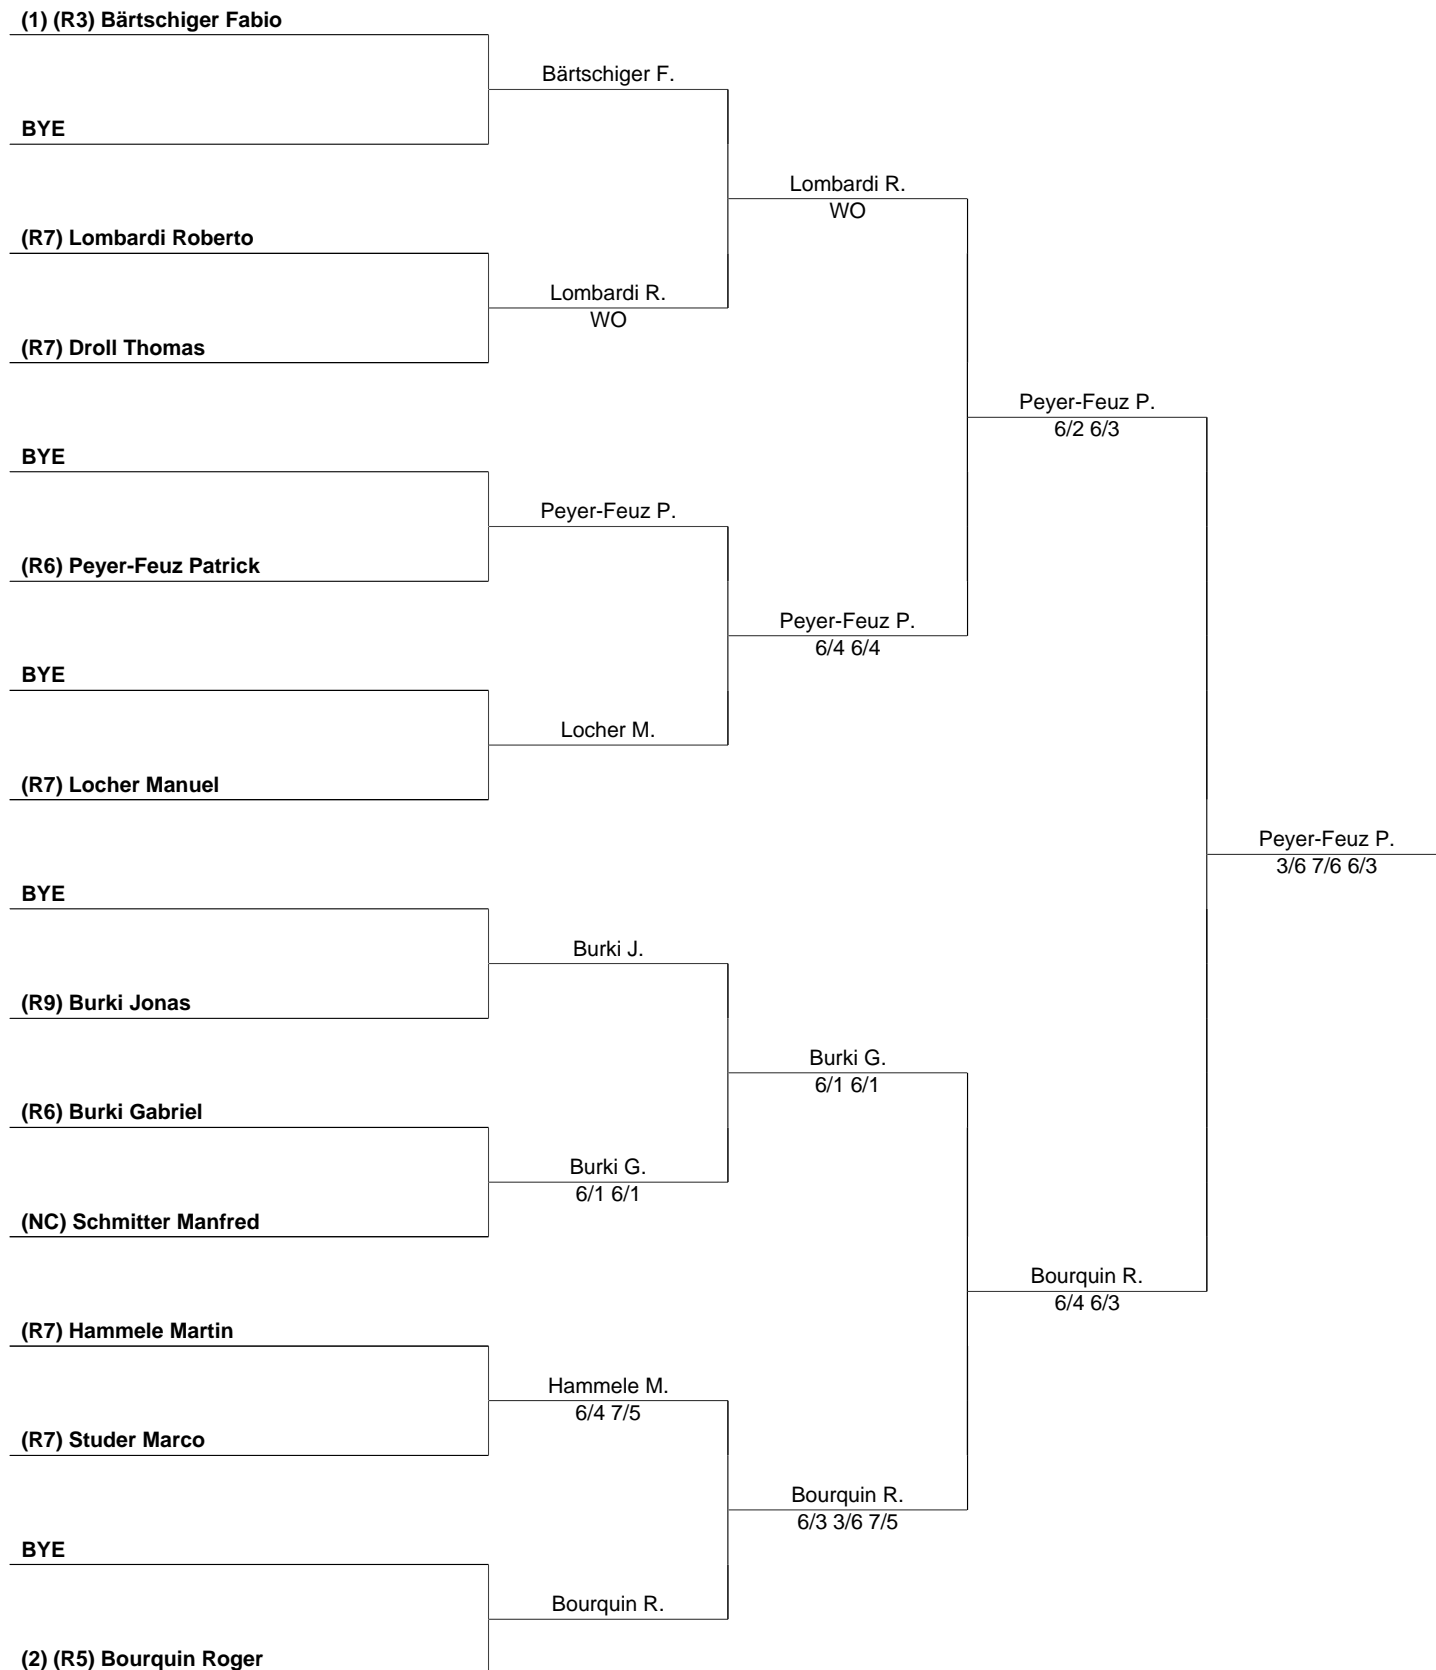 (1) (R3) Bärtschiger Fabio
Bärtschiger F.
BYE
Lombardi R.
WO
(R7) Lombardi Roberto
Lombardi R.
WO
(R7) Droll Thomas
Peyer-Feuz P.
6/2 6/3
BYE
Peyer-Feuz P.
(R6) Peyer-Feuz Patrick
Peyer-Feuz P.
6/4 6/4
BYE
Locher M.
(R7) Locher Manuel
Peyer-Feuz P.
3/6 7/6 6/3
BYE
Burki J.
(R9) Burki Jonas
Burki G.
6/1 6/1
(R6) Burki Gabriel
Burki G.
6/1 6/1
(NC) Schmitter Manfred
Bourquin R.
6/4 6/3
(R7) Hammele Martin
Hammele M.
6/4 7/5
(R7) Studer Marco
Bourquin R.
6/3 3/6 7/5
BYE
Bourquin R.
(2) (R5) Bourquin Roger